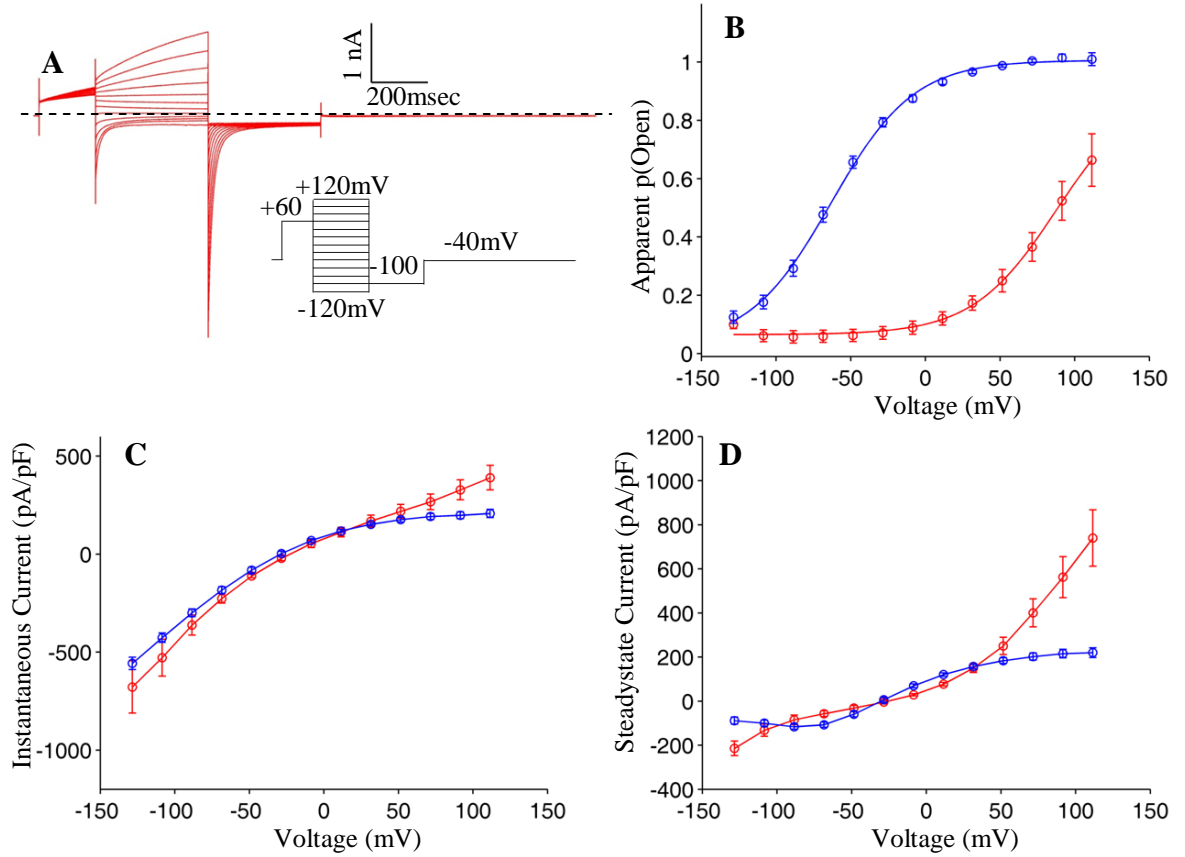 A
1 nA
200msec
+120mV
+60
-40mV
-100
-120mV
B
Apparent p(Open)
1
0.8
0.6
0.4
0.2
0
-150 -100 -50 0 50 100 150
Voltage (mV)
C
Instantaneous Current (pA/pF)
500
0
-500
-1000
-150 -100 -50 0 50 100 150
Voltage (mV)
D
Steadystate Current (pA/pF)
1200
1000
800
600
400
200
0
-200
-400
-150 -100 -50 0 50 100 150
Voltage (mV)